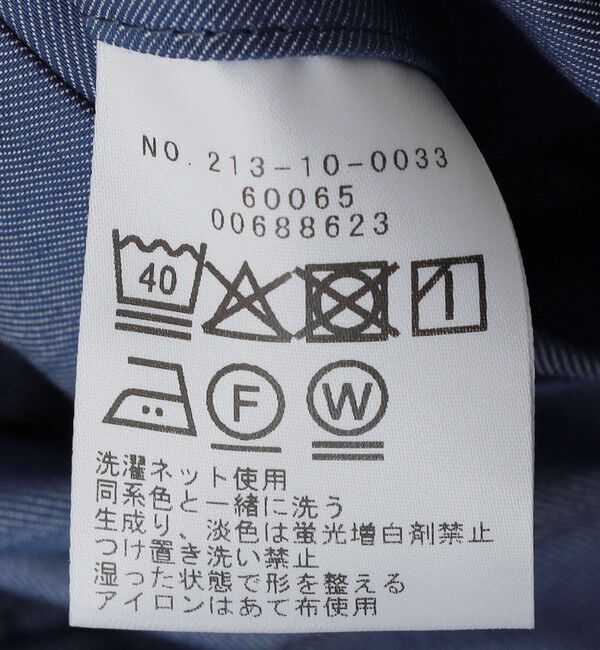 NO. 213-10-0033
60065
00688623
40
F W
洗濯ネット使用
同系色と一緒に洗う
生成り、淡色は蛍光増白剤禁止
つけ置き洗い禁止
湿った状態で形を整える
アイロンはあて布使用